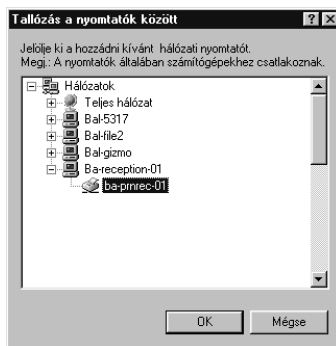 Tallózás a nyomtatók között
Jelölje ki a hozzádni kívánt hálózati nyomtatót.
Megj.: A nyomtatók általában számítógépekhez csatlakoznak.
Hálózatok
Teljes hálózat
Bal-5317
Bal-file2
Bal-gizmo
Ba-reception-01
ba-prnrec-01
OK
Mégse